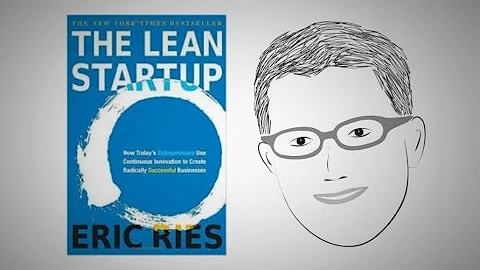 THE NEW YORK TIMES BESTSELLER
THE LEAN
STARTUP
How Today's Entrepreneurs Use
Continuous Innovation to Create
Radically Successful Businesses
ERIC RIES